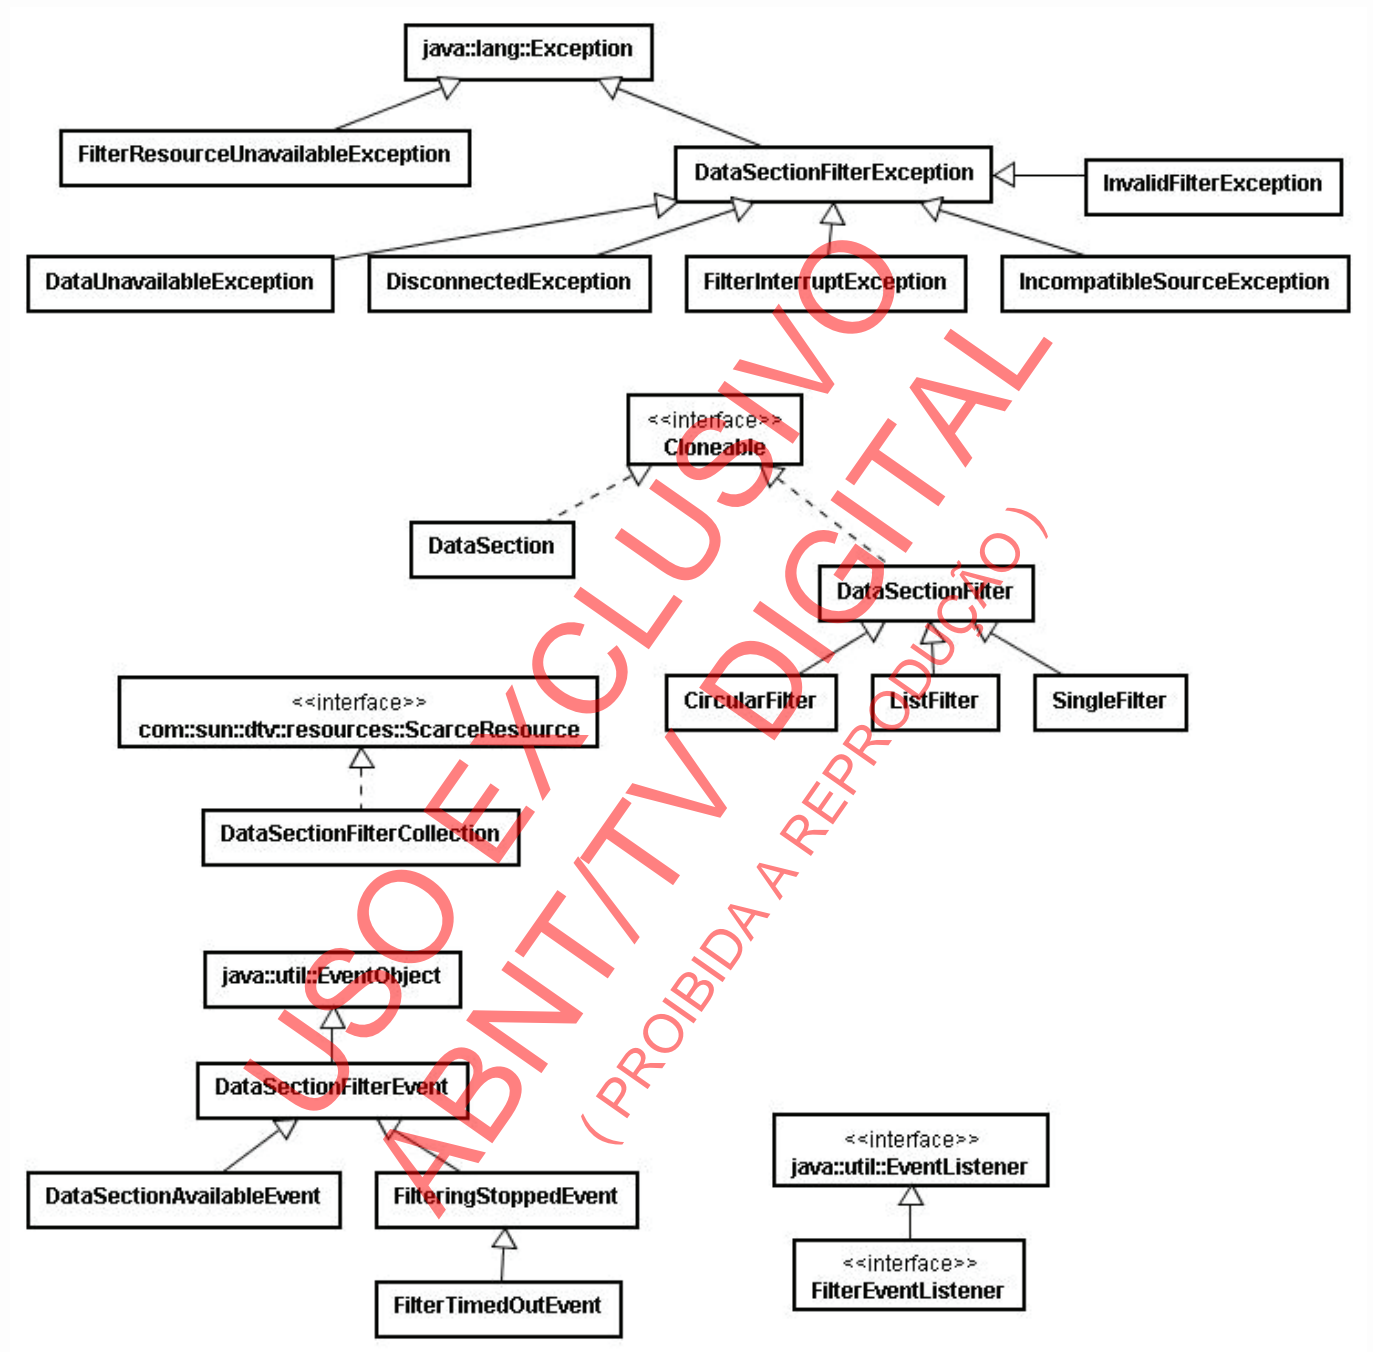 java::lang::Exception
FilterResourceUnavailableException
DataSectionFilterException
InvalidFilterException
DataUnavailableException
DisconnectedException
FilterInterruptException
IncompatibleSourceException
<<interface>>
Cloneable
DataSection
DataSectionFilter
CircularFilter
ListFilter
SingleFilter
<<interface>>
com::sun::dtv::resources::ScarceResource
DataSectionFilterCollection
java::util::EventObject
DataSectionFilterEvent
DataSectionAvailableEvent
FilteringStoppedEvent
FilterTimedOutEvent
<<interface>>
java::util::EventListener
<<interface>>
FilterEventListener
USO EXCLUSIVO
ABNT/TV DIGITAL
( PROIBIDA A REPRODUÇÃO )